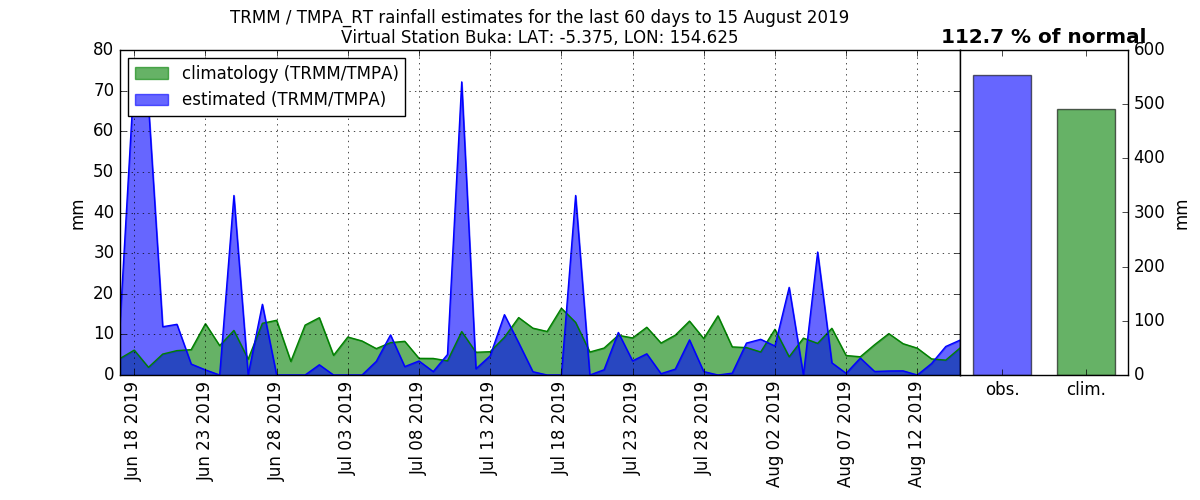 TRMM / TMPA_RT rainfall estimates for the last 60 days to 15 August 2019
Virtual Station Buka: LAT: -5.375, LON: 154.625
112.7 % of normal
climatology (TRMM/TMPA)
estimated (TRMM/TMPA)
80
70
60
50
40
30
20
10
0
mm
Jun 18 2019
Jun 23 2019
Jun 28 2019
Jul 03 2019
Jul 08 2019
Jul 13 2019
Jul 18 2019
Jul 23 2019
Jul 28 2019
Aug 02 2019
Aug 07 2019
Aug 12 2019
600
500
400
300
200
100
0
mm
obs.
clim.